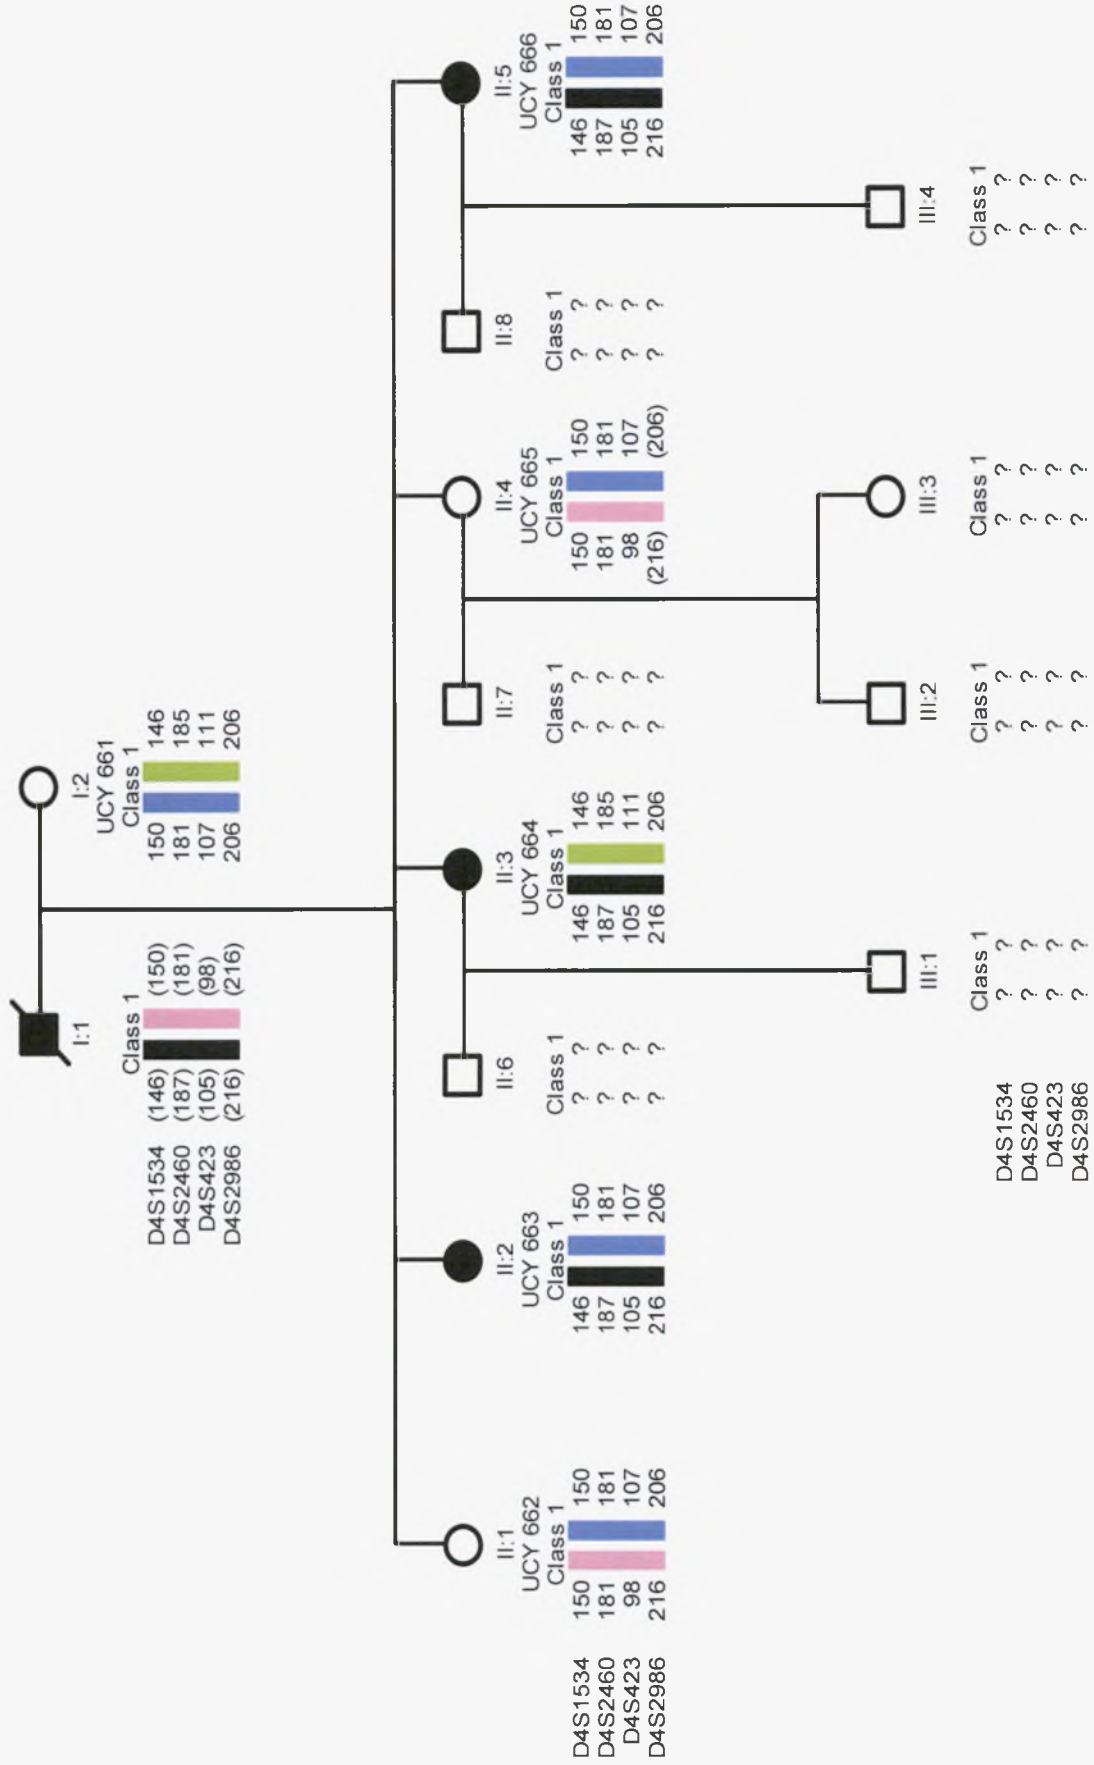 I:1 I:2
UCY 661
Class 1 Class 1
D4S1534 (146) (150) 150 146
D4S2460 (187) (181) 181 185
D4S423 (105) (98) 107 111
D4S2986 (216) (216) 206 206
II:1 II:2 II:6 II:3 II:7 II:4 II:8 II:5
UCY 662 UCY 663 UCY 664 UCY 665 UCY 666
Class 1 Class 1 Class 1 Class 1 Class 1 Class 1 Class 1 Class 1
D4S1534 150 150 146 150 ? ? 146 146 ? ? 150 150 ? ? 146 150
D4S2460 181 181 187 181 ? ? 187 185 ? ? 181 181 ? ? 187 181
D4S423 98 107 105 107 ? ? 105 111 ? ? 98 107 ? ? 105 107
D4S2986 216 206 216 206 ? ? 216 206 ? ? (216) (206) ? ? 216 206
III:1 III:2 III:3 III:4
Class 1 Class 1 Class 1 Class 1
D4S1534 ? ? ? ? ? ? ? ?
D4S2460 ? ? ? ? ? ? ? ?
D4S423 ? ? ? ? ? ? ? ?
D4S2986 ? ? ? ? ? ? ? ?